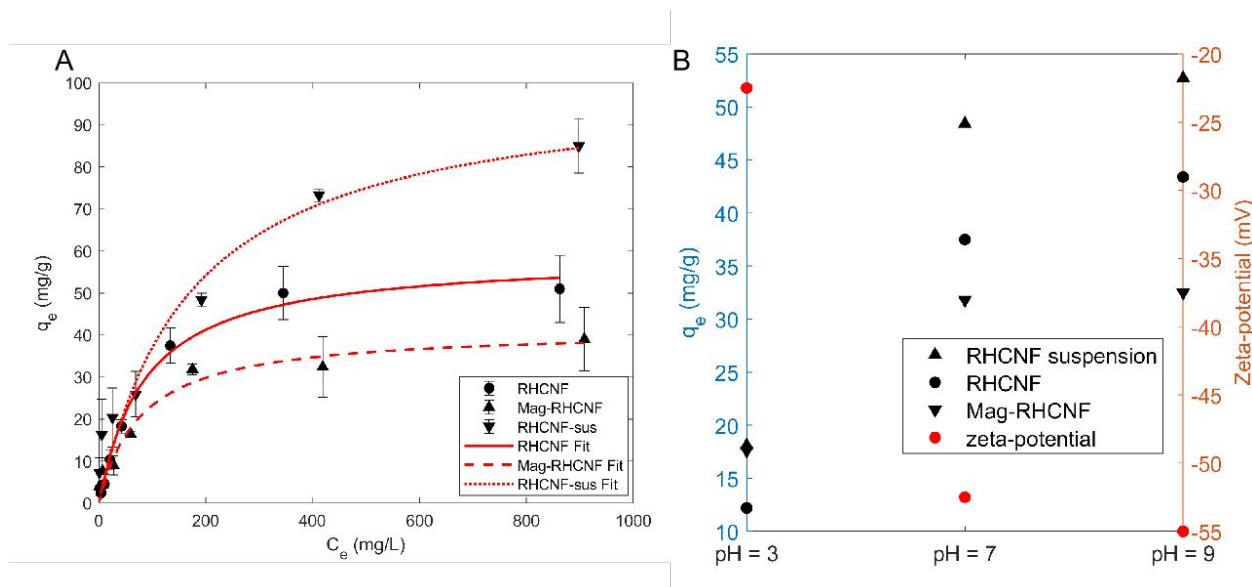 A
100
90
80
70
60
50
40
30
20
10
0
q_e (mg/g)
0 200 400 600 800 1000
C_e (mg/L)
RHCNF
Mag-RHCNF
RHCNF-sus
RHCNF Fit
Mag-RHCNF Fit
RHCNF-sus Fit
B
55
50
45
40
35
30
25
20
15
10
q_e (mg/g)
pH = 3 pH = 7 pH = 9
RHCNF suspension
RHCNF
Mag-RHCNF
zeta-potential
-20
-25
-30
-35
-40
-45
-50
-55
Zeta-potential (mV)